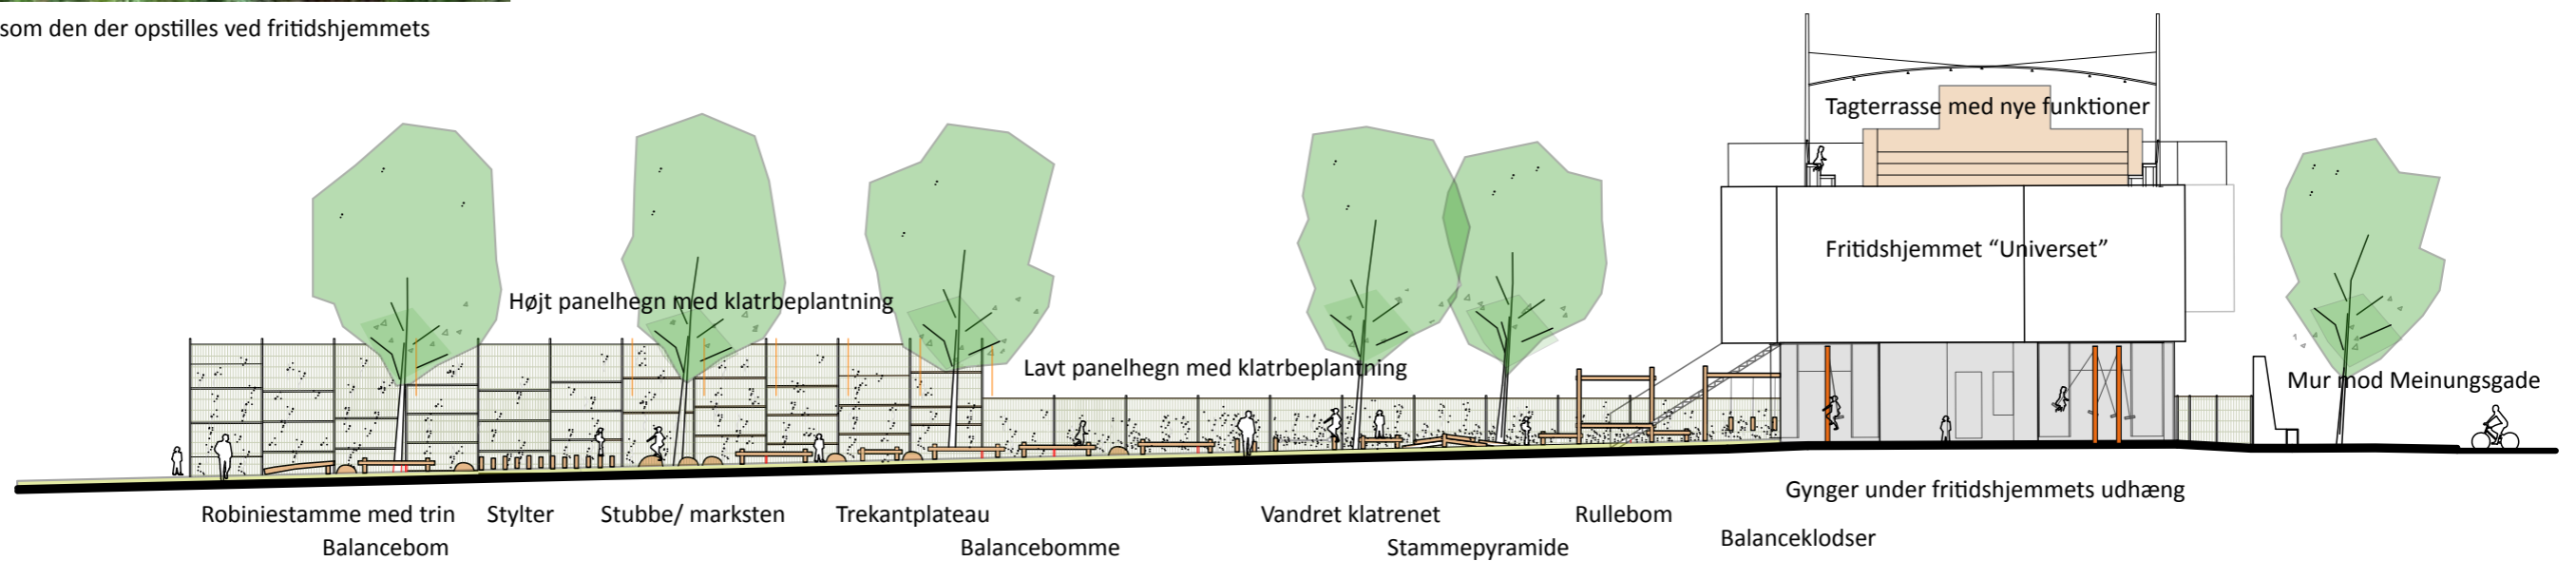 som den der opstilles ved fritidshjemmets
Tagterrasse med nye funktioner
Fritidshjemmet “Universet”
Højt panelhegn med klatrbeplantning
Lavt panelhegn med klatrbeplantning
Mur mod Meinungsgade
Gynger under fritidshjemmets udhæng
Robiniestamme med trin
Stylter
Stubbe/ marksten
Trekantplateau
Vandret klatrenet
Rullebom
Balanceklodser
Balancebom
Balancebomme
Stammepyramide